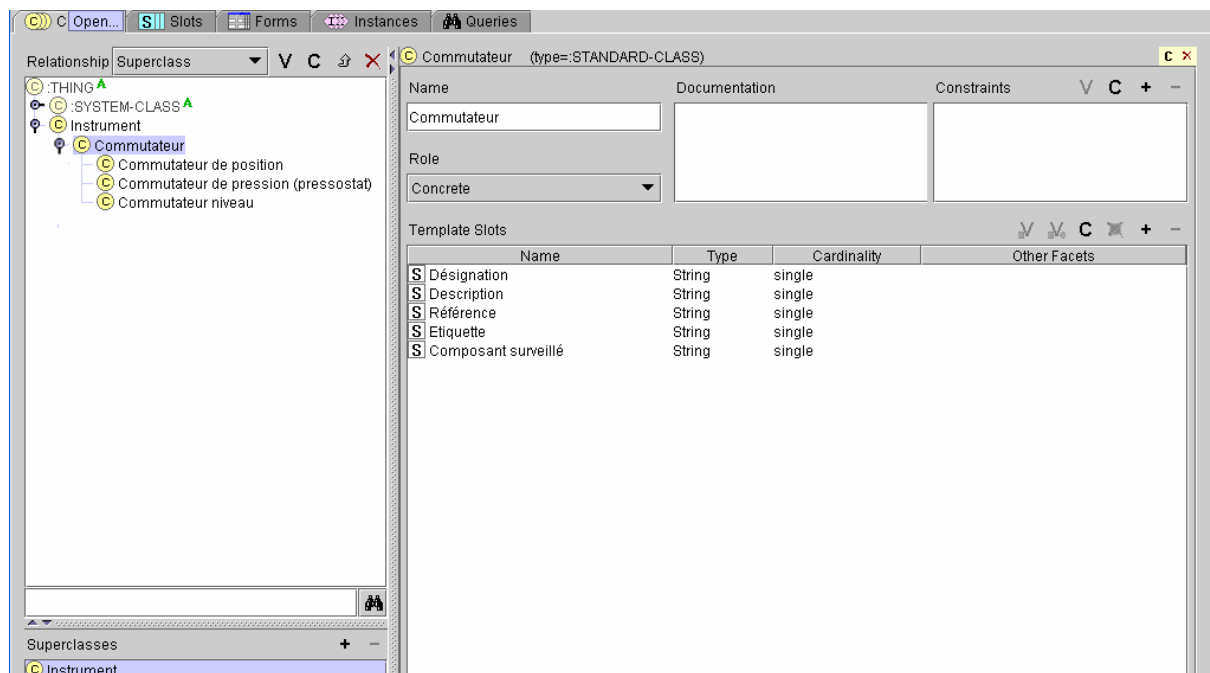 C Open... S Slots Forms Instances Queries
Relationship Superclass V C
C :THING A
C :SYSTEM-CLASS A
C Instrument
C Commutateur
C Commutateur de position
C Commutateur de pression (pressostat)
C Commutateur niveau
Superclasses + -
C Instrument
C Commutateur (type=:STANDARD-CLASS) C ×
Name Documentation Constraints V C + -
Commutateur
Role
Concrete
Template Slots V V C + -
Name Type Cardinality Other Facets
S Désignation String single
S Description String single
S Référence String single
S Etiquette String single
S Composant surveillé String single